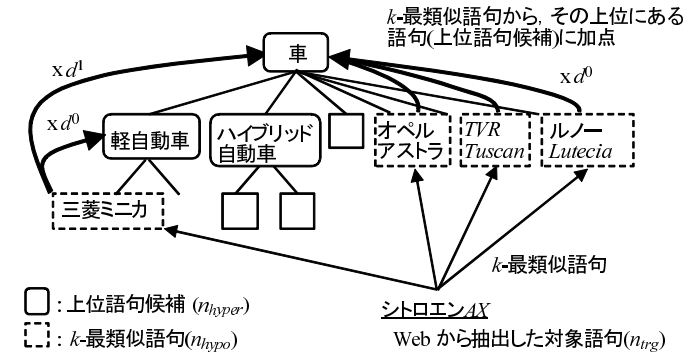 k-最類似語句から，その上位にある
語句(上位語句候補)に加点
車
x d¹
x d⁰
x d⁰
軽自動車
ハイブリッド
自動車
オペル
アストラ
TVR
Tuscan
ルノー
Lutecia
三菱ミニカ
k-最類似語句
: 上位語句候補 (nhyper)
: k-最類似語句(nhypo)
シトロエンAX
Web から抽出した対象語句(ntrg)